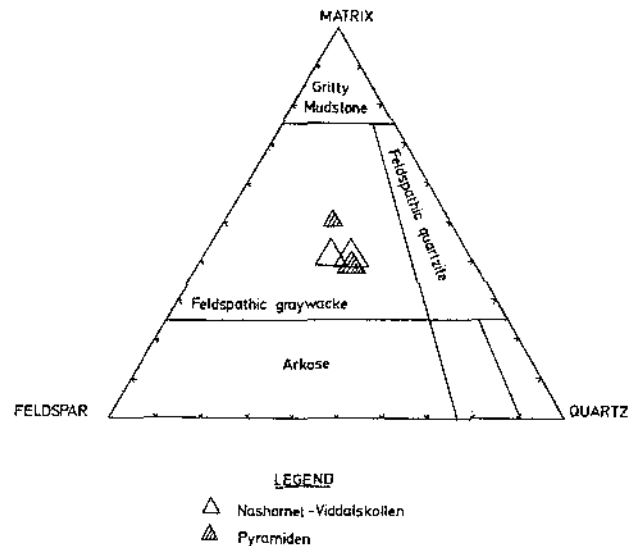 MATRIX
Gritty
Mudstone
Feldspathic quartzite
Feldspathic graywacke
Arkose
FELDSPAR
QUARTZ
LEGEND
Nashornet-Viddalskollen
Pyramiden